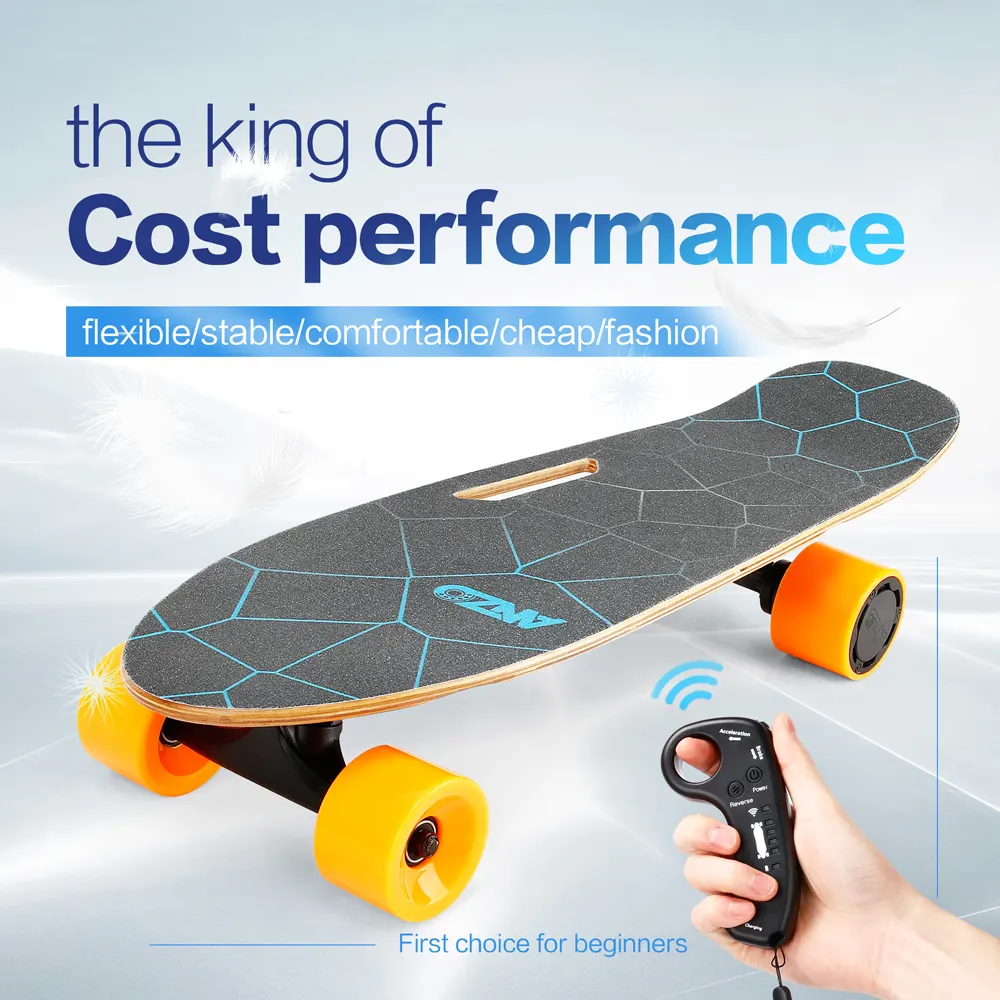 the king of
Cost performance
flexible/stable/comfortable/cheap/fashion
Acceleration
Brake
Power
Reverse
Charging
First choice for beginners